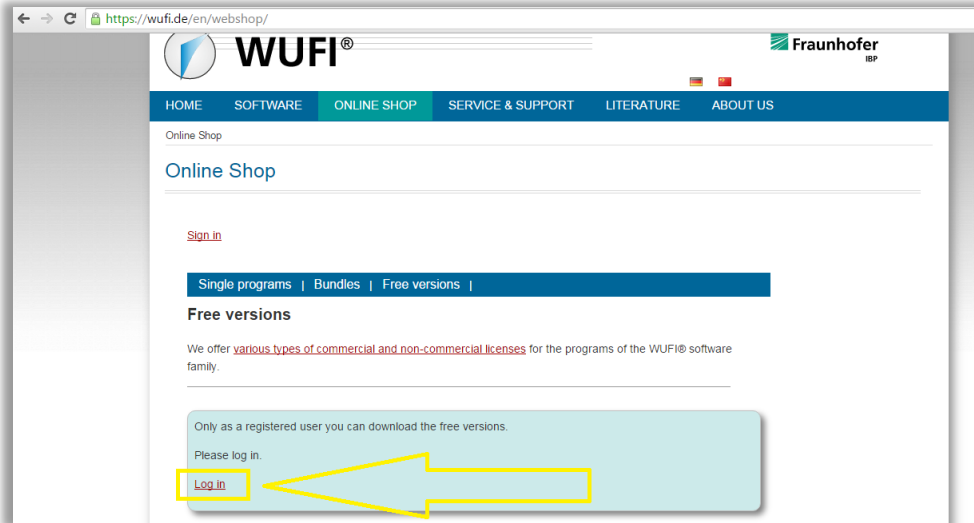 https://wufi.de/en/webshop/
WUFI®
Fraunhofer
IBP
HOME SOFTWARE ONLINE SHOP SERVICE & SUPPORT LITERATURE ABOUT US
Online Shop
Online Shop
Sign in
Single programs | Bundles | Free versions |
Free versions
We offer various types of commercial and non-commercial licenses for the programs of the WUFI® software
family.
Only as a registered user you can download the free versions.
Please log in.
Log in